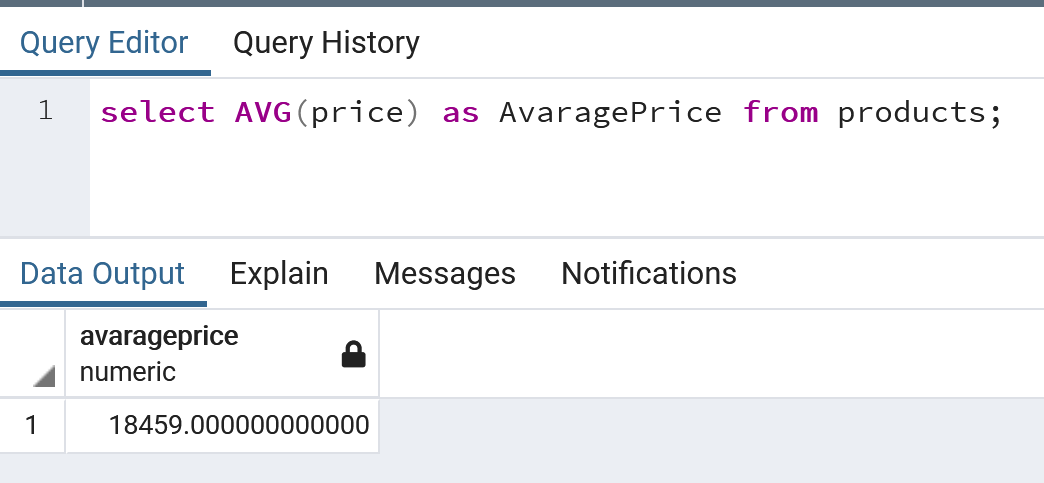 Query Editor Query History
1 select AVG(price) as AvaragePrice from products;
Data Output Explain Messages Notifications
avarageprice
numeric
1 18459.000000000000